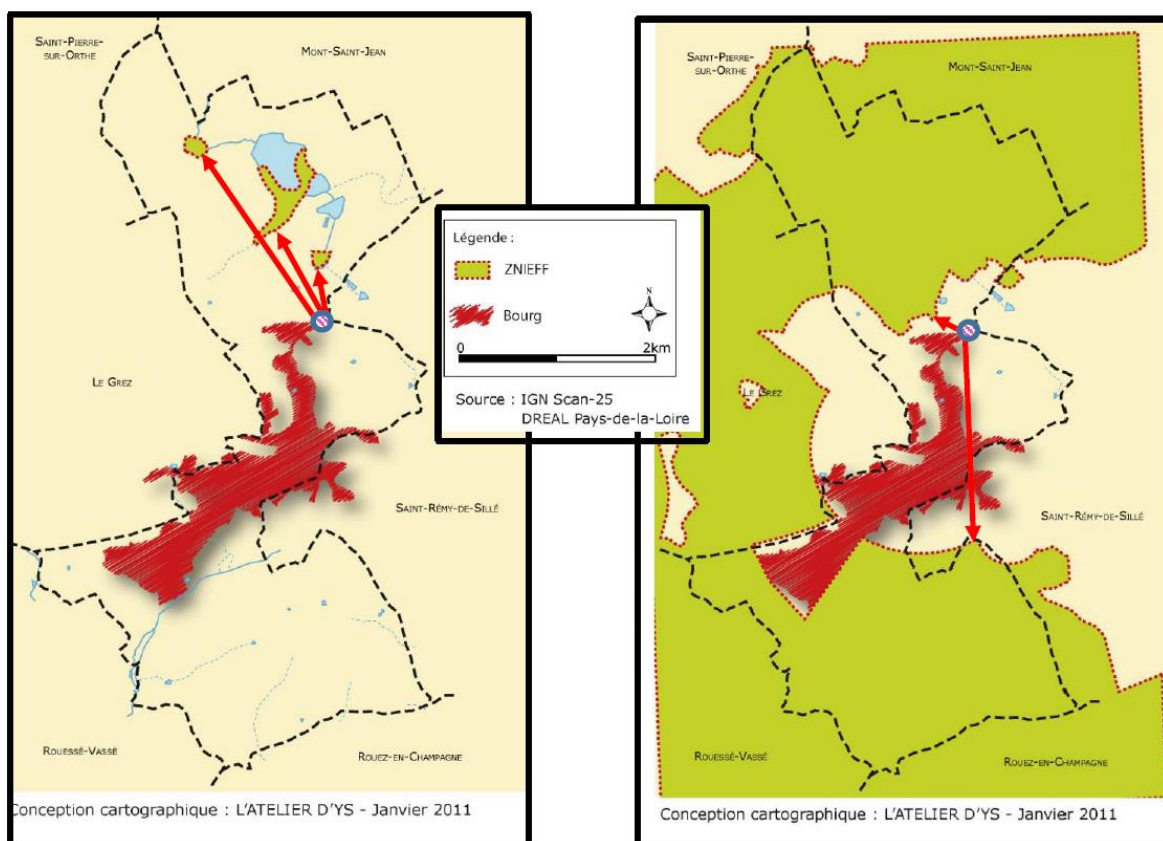 SAINT-PIERRE-
SUR-ORTHE
MONT-SAINT-JEAN
LE GREZ
SAINT-RÉMY-DE-SILLÉ
ROUESSÉ-VASSÉ
ROUEZ-EN-CHAMPAGNE
Conception cartographique : L'ATELIER D'YS - Janvier 2011
Légende :
ZNIEFF
Bourg
N
0 2km
Source : IGN Scan-25
DREAL Pays-de-la-Loire
SAINT-PIERRE-
SUR-ORTHE
MONT-SAINT-JEAN
LE GREZ
SAINT-RÉMY-DE-SILLÉ
ROUESSÉ-VASSÉ
ROUEZ-EN-CHAMPAGNE
Conception cartographique : L'ATELIER D'YS - Janvier 2011